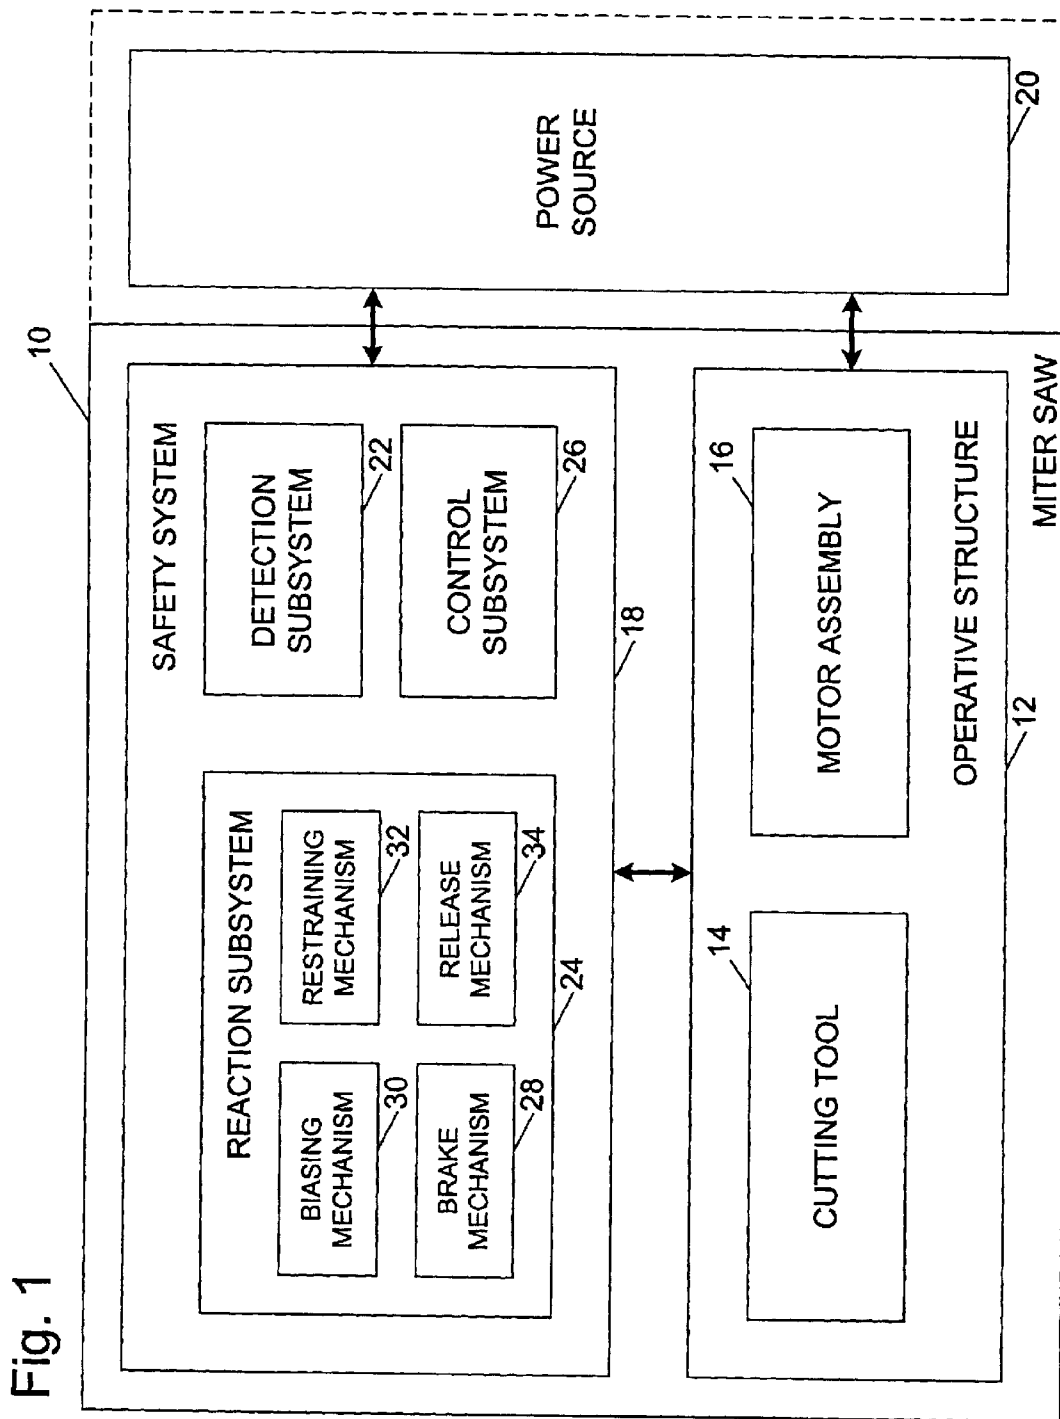 Fig. 1
10
SAFETY SYSTEM
REACTION SUBSYSTEM
BIASING
MECHANISM
30
RESTRAINING
MECHANISM
32
BRAKE
MECHANISM
28
RELEASE
MECHANISM
34
24
DETECTION
SUBSYSTEM
22
CONTROL
SUBSYSTEM
26
18
POWER
SOURCE
20
14
CUTTING TOOL
16
MOTOR ASSEMBLY
OPERATIVE STRUCTURE
12
MITER SAW